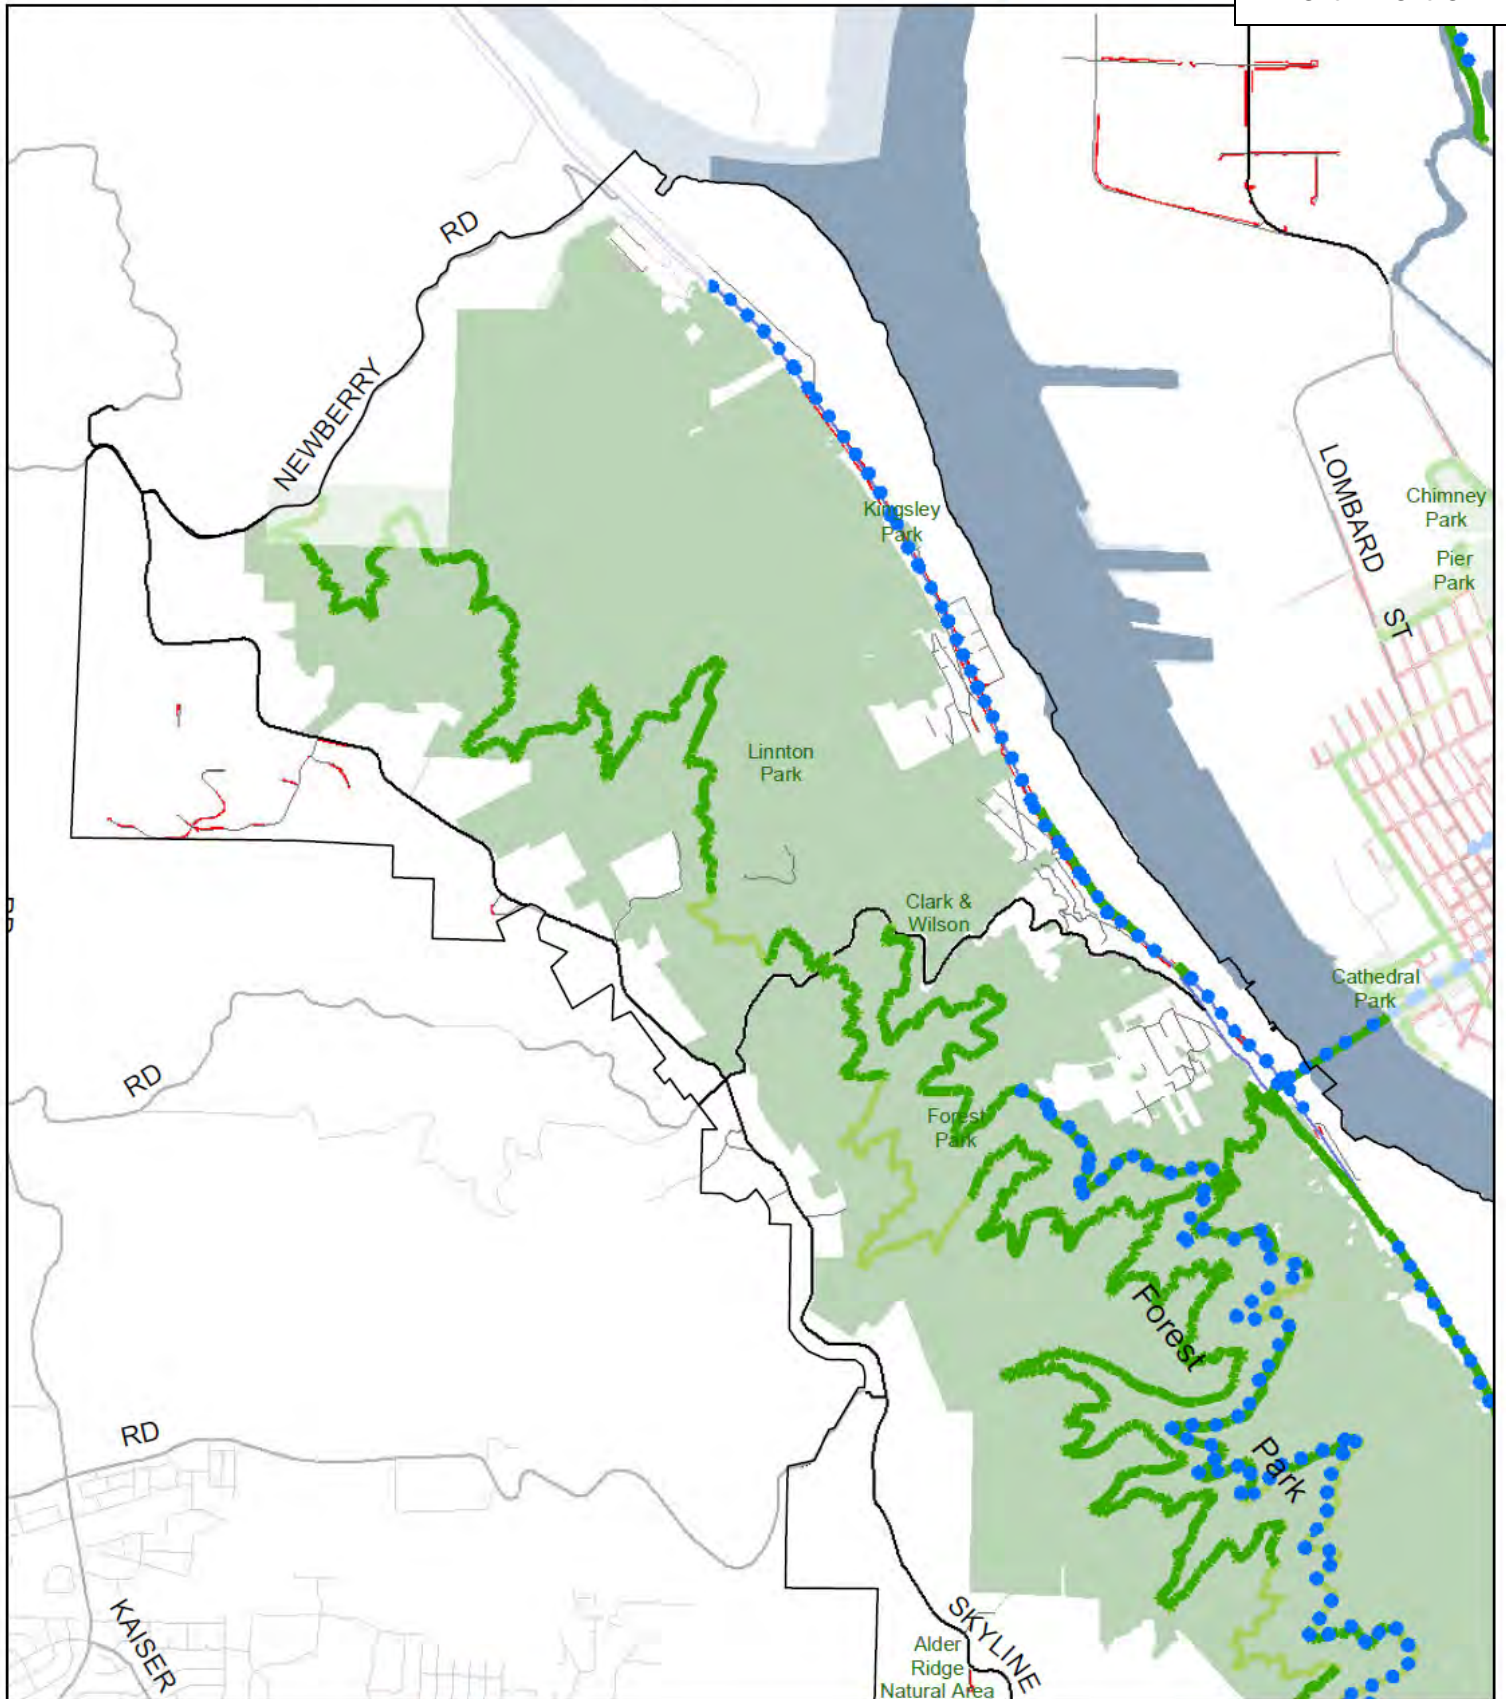 RD
NEWBERRY
LOMBARD
ST
Chimney
Park
Pier
Park
Kingsley
Park
Linnton
Park
Clark &
Wilson
Cathedral
Park
RD
Forest
Park
Forest
Park
RD
KAISER
SKYLINE
Alder
Ridge
Natural Area